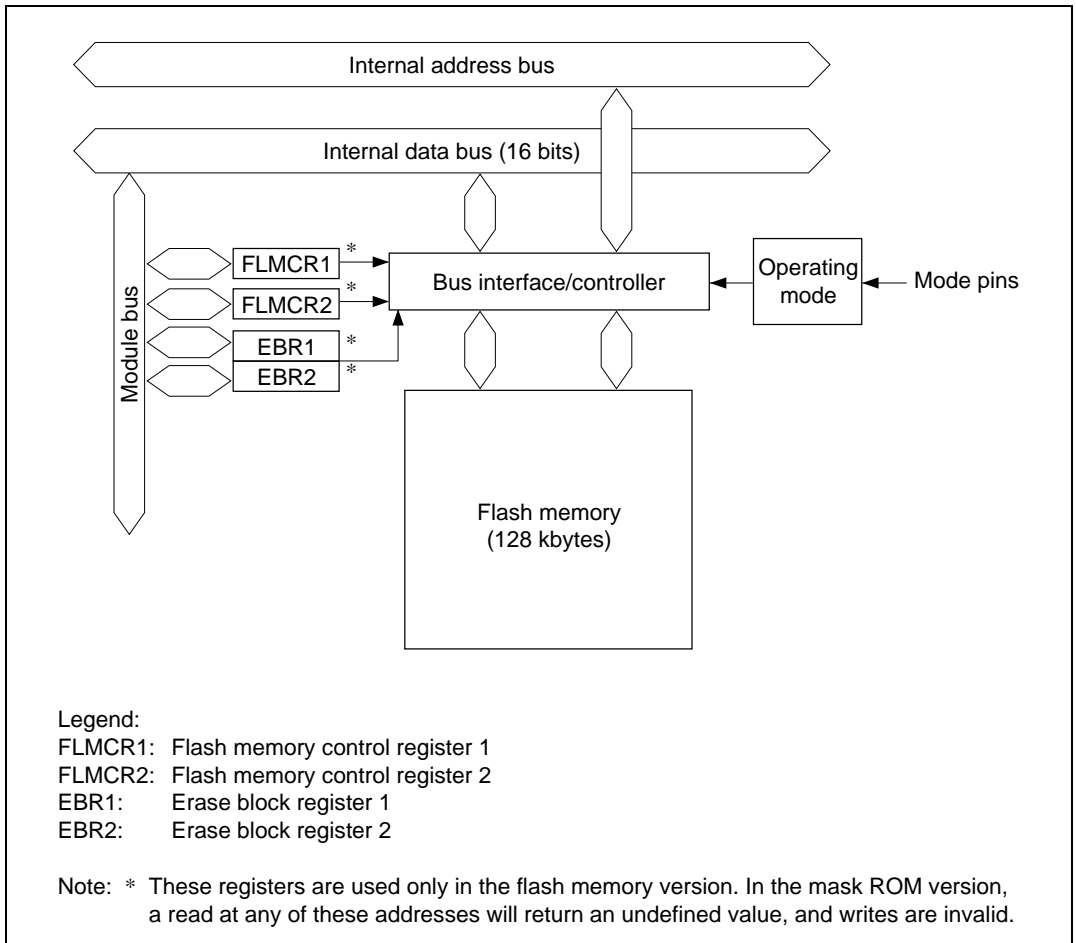 Internal address bus
Internal data bus (16 bits)
Module bus
FLMCR1 *
FLMCR2 *
EBR1 *
EBR2 *
Bus interface/controller
Operating
mode
Mode pins
Flash memory
(128 kbytes)
Legend:
FLMCR1: Flash memory control register 1
FLMCR2: Flash memory control register 2
EBR1: Erase block register 1
EBR2: Erase block register 2
Note: * These registers are used only in the flash memory version. In the mask ROM version,
a read at any of these addresses will return an undefined value, and writes are invalid.